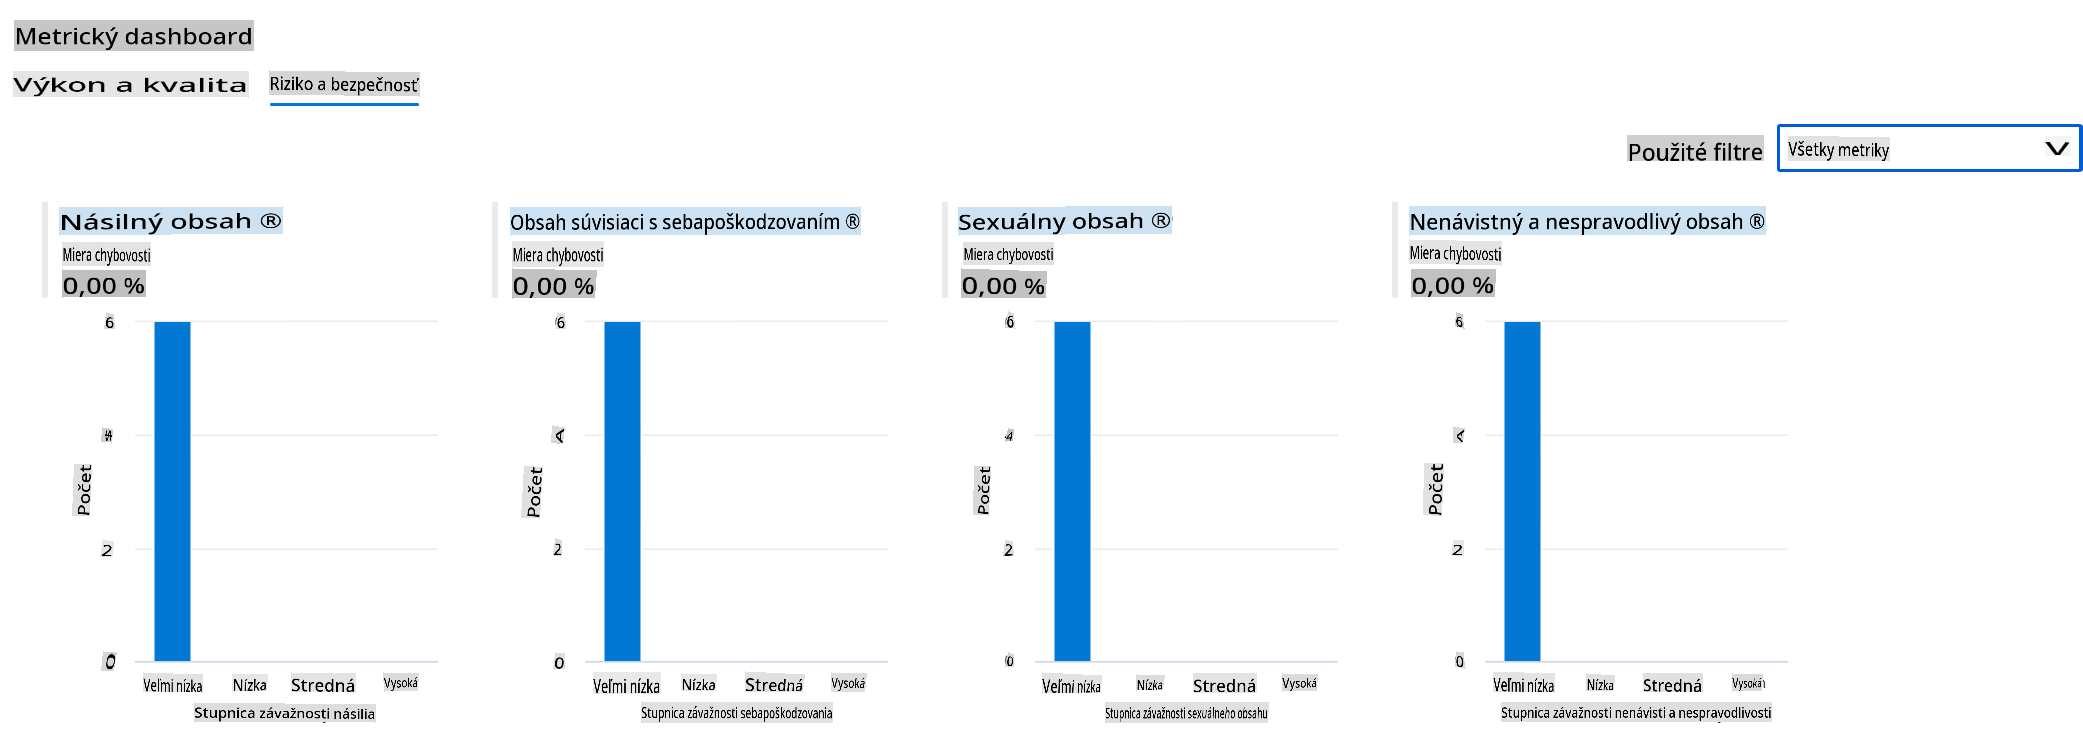 Metrický dashboard
Výkon a kvalita
Riziko a bezpečnosť
Použité filtre
Všetky metriky
Násilný obsah ®
Miera chybovosti
0,00 %
6
4
2
0
Počet
Veľmi nízka
Nízka
Stredná
Vysoká
Stupnica závažnosti násilia
Obsah súvisiaci s sebapoškodzovaním ®
Miera chybovosti
0,00 %
6
2
0
Počet
Veľmi nízka
Nízka
Stredná
Vysoká
Stupnica závažnosti sebapoškodzovania
Sexuálny obsah ®
Miera chybovosti
0,00 %
6
4
2
0
Počet
Veľmi nízka
Nízka
Stredná
Vysoká
Stupnica závažnosti sexuálneho obsahu
Nenávistný a nespravodlivý obsah ®
Miera chybovosti
0,00 %
6
2
0
Počet
Veľmi nízka
Nízka
Stredná
Vysoká
Stupnica závažnosti nenávisti a nespravodlivosti